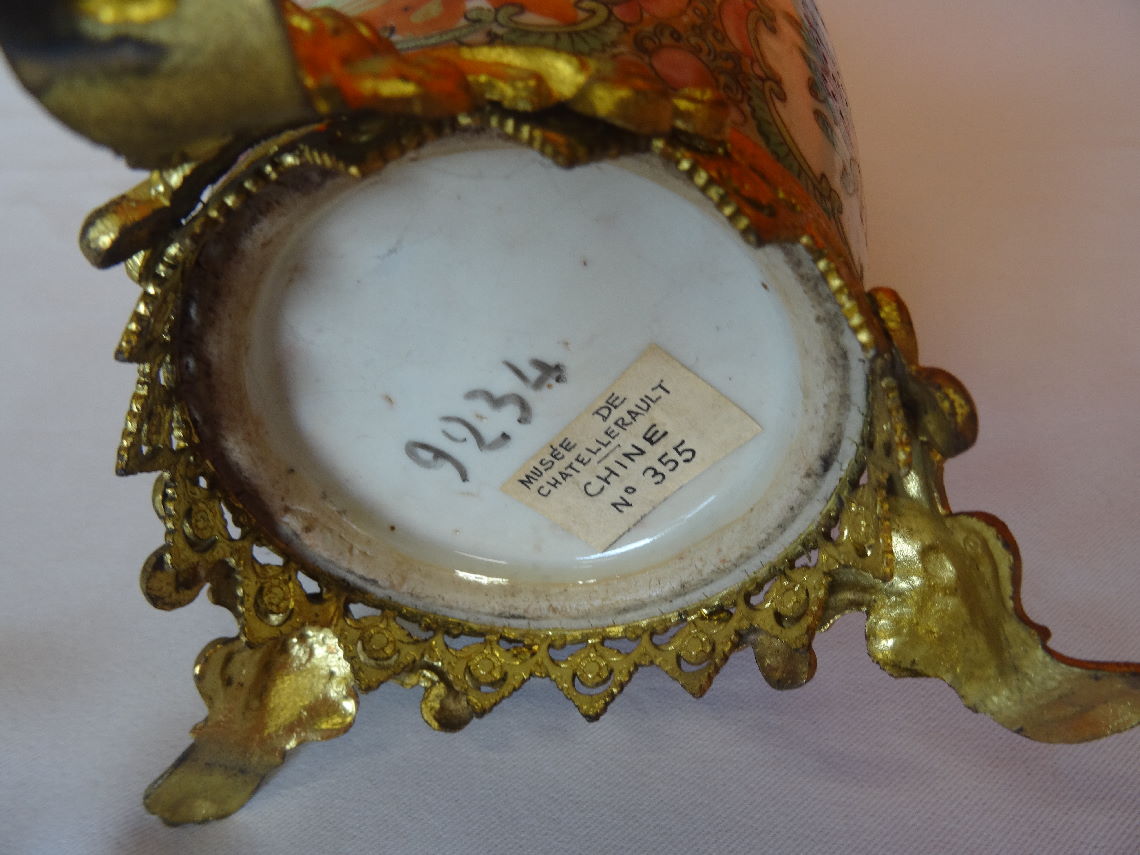 9234
MUSÉE DE
CHATELLERAULT
CHINE
N° 355